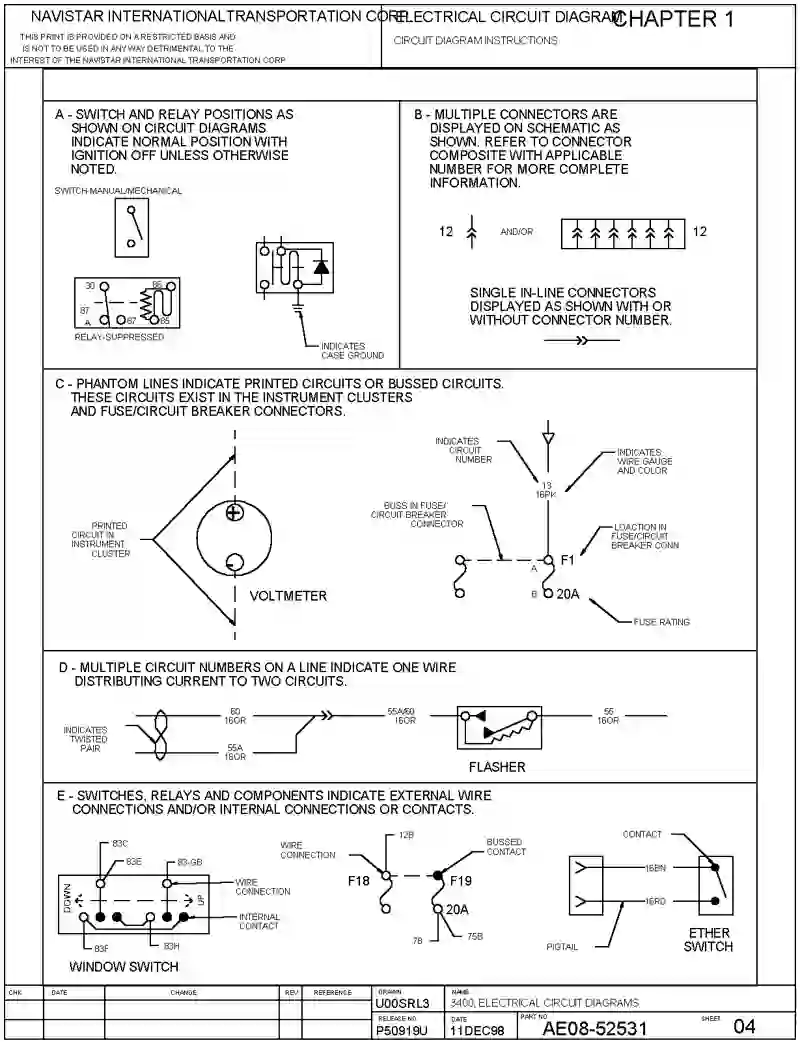 NAVISTAR INTERNATIONAL TRANSPORTATION CORP
THIS PRINT IS PROVIDED ON A RESTRICTED BASIS AND
IS NOT TO BE USED IN ANY WAY DETRIMENTAL TO THE
INTEREST OF THE NAVISTAR INTERNATIONAL TRANSPORTATION CORP
ELECTRICAL CIRCUIT DIAGRAM
CHAPTER 1
CIRCUIT DIAGRAM INSTRUCTIONS
A - SWITCH AND RELAY POSITIONS AS
SHOWN ON CIRCUIT DIAGRAMS
INDICATE NORMAL POSITION WITH
IGNITION OFF UNLESS OTHERWISE
NOTED.
SWITCH-MANUAL/MECHANICAL
30
86
87
A
87
85
RELAY-SUPPRESSED
INDICATES
CASE GROUND
B - MULTIPLE CONNECTORS ARE
DISPLAYED ON SCHEMATIC AS
SHOWN. REFER TO CONNECTOR
COMPOSITE WITH APPLICABLE
NUMBER FOR MORE COMPLETE
INFORMATION.
12
AND/OR
12
SINGLE IN-LINE CONNECTORS
DISPLAYED AS SHOWN WITH OR
WITHOUT CONNECTOR NUMBER.
C - PHANTOM LINES INDICATE PRINTED CIRCUITS OR BUSSED CIRCUITS.
THESE CIRCUITS EXIST IN THE INSTRUMENT CLUSTERS
AND FUSE/CIRCUIT BREAKER CONNECTORS.
PRINTED
CIRCUIT IN
INSTRUMENT
CLUSTER
VOLTMETER
INDICATES
CIRCUIT
NUMBER
INDICATES
WIRE GAUGE
AND COLOR
13
16PK
BUSS IN FUSE/
CIRCUIT BREAKER
CONNECTOR
LOACTION IN
FUSE/CIRCUIT
BREAKER CONN
A
F1
B
20A
FUSE RATING
D - MULTIPLE CIRCUIT NUMBERS ON A LINE INDICATE ONE WIRE
DISTRIBUTING CURRENT TO TWO CIRCUITS.
INDICATES
TWISTED
PAIR
60
16OR
55A
16OR
55A/60
16OR
55
16OR
FLASHER
E - SWITCHES, RELAYS AND COMPONENTS INDICATE EXTERNAL WIRE
CONNECTIONS AND/OR INTERNAL CONNECTIONS OR CONTACTS.
83C
83E
83-GB
DOWN
UP
WIRE
CONNECTION
INTERNAL
CONTACT
83F
83H
WINDOW SWITCH
WIRE
CONNECTION
12B
BUSSED
CONTACT
F18
F19
20A
78
75B
CONTACT
16BN
16RD
PIGTAIL
ETHER
SWITCH
CHK
DATE
CHANGE
REV
REFERENCE
DRAWN
U00SRL3
NAME
3400, ELECTRICAL CIRCUIT DIAGRAMS
RELEASE NO.
P50919U
DATE
11DEC98
PART NO
AE08-52531
SHEET
04